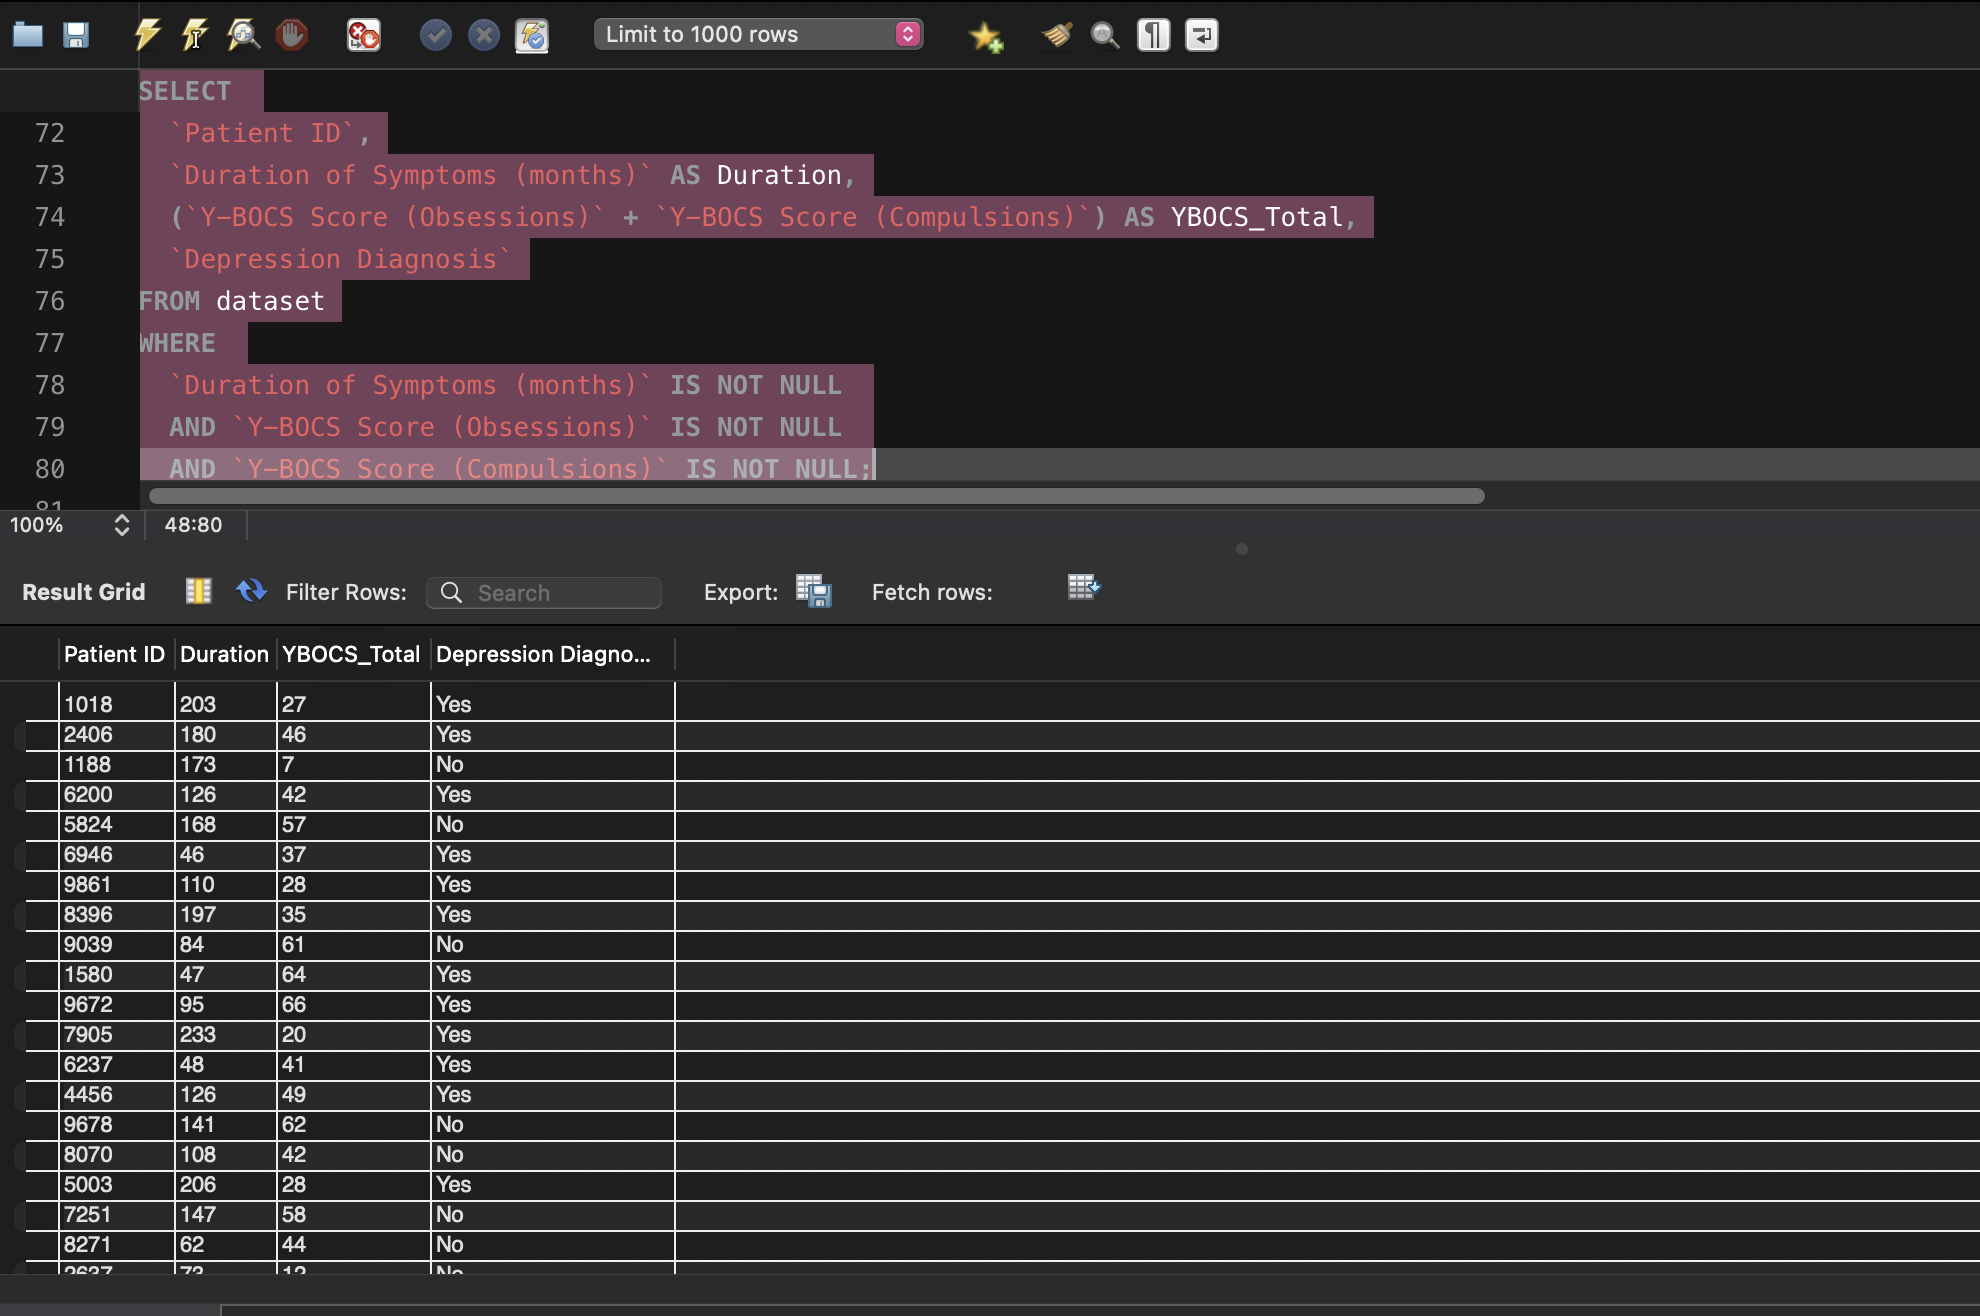 Limit to 1000 rows
SELECT
72 `Patient ID`,
73 `Duration of Symptoms (months)` AS Duration,
74 (`Y-BOCS Score (Obsessions)` + `Y-BOCS Score (Compulsions)`) AS YBOCS_Total,
75 `Depression Diagnosis`
76 FROM dataset
77 WHERE
78 `Duration of Symptoms (months)` IS NOT NULL
79 AND `Y-BOCS Score (Obsessions)` IS NOT NULL
80 AND `Y-BOCS Score (Compulsions)` IS NOT NULL;
81
100% 48:80
Result Grid Filter Rows: Search Export: Fetch rows:
Patient ID Duration YBOCS_Total Depression Diagno...
1018 203 27 Yes
2406 180 46 Yes
1188 173 7 No
6200 126 42 Yes
5824 168 57 No
6946 46 37 Yes
9861 110 28 Yes
8396 197 35 Yes
9039 84 61 No
1580 47 64 Yes
9672 95 66 Yes
7905 233 20 Yes
6237 48 41 Yes
4456 126 49 Yes
9678 141 62 No
8070 108 42 No
5003 206 28 Yes
7251 147 58 No
8271 62 44 No
No